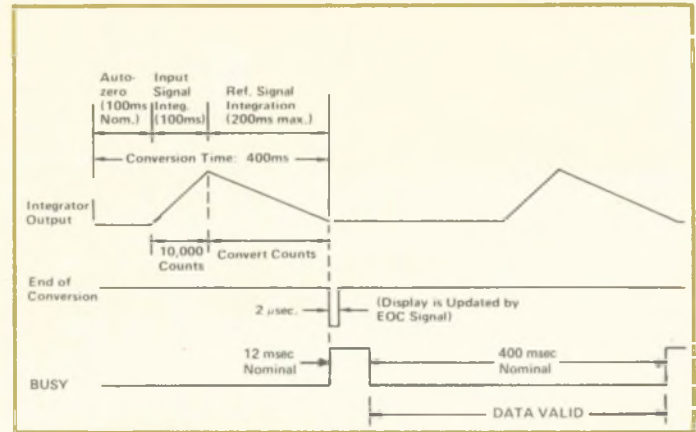 Auto-
zero
(100ms
Nom.)
Input
Signal
Integ.
(100ms)
Ref. Signal
Integration
(200ms max.)
Conversion Time: 400ms
Integrator
Output
10,000
Counts
Convert Counts
End of
Conversion
2 μsec.
(Display is Updated by
EOC Signal)
12 msec
Nominal
400 msec
Nominal
BUSY
DATA VALID